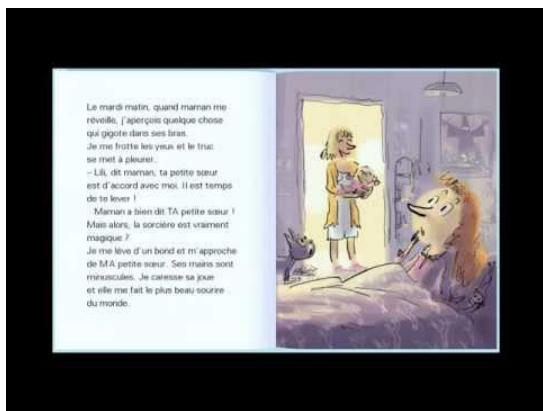 Le mardi matin, quand maman me
réveille, j'aperçois quelque chose
qui gigote dans ses bras.
Je me frotte les yeux et le truc
se met à pleurer.
– Lili, dit maman, ta petite sœur
est d'accord avec moi. Il est temps
de te lever !
Maman a bien dit TA petite sœur !
Mais alors, la sorcière est vraiment
magique ?
Je me lève d'un bond et m'approche
de MA petite sœur. Ses mains sont
minuscules. Je caresse sa joue
et elle me fait le plus beau sourire
du monde.